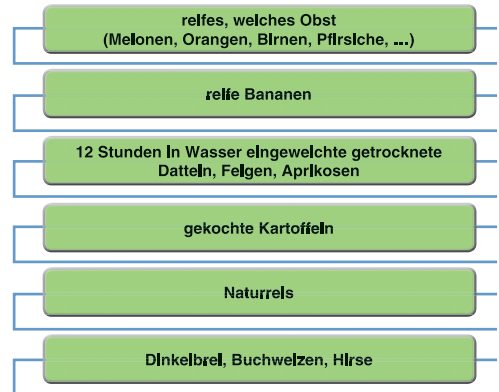 reifes, weiches Obst
(Melonen, Orangen, Birnen, Pfirsiche, ...)
reife Bananen
12 Stunden in Wasser eingeweichte getrocknete
Datteln, Feigen, Aprikosen
gekochte Kartoffeln
Naturreis
Dinkelbrei, Buchweizen, Hirse